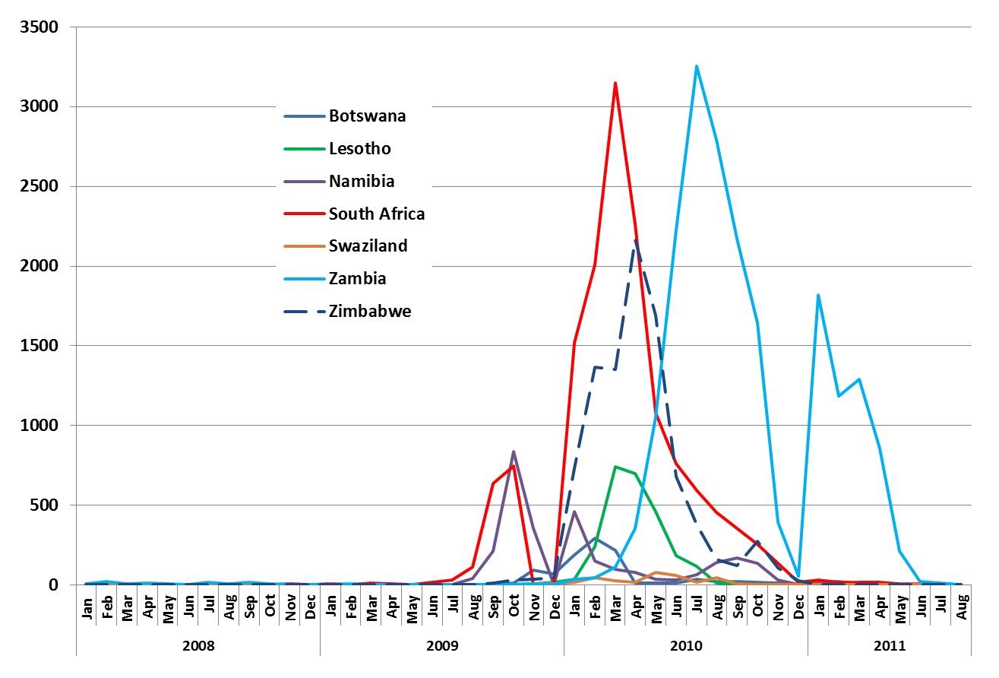 3500
3000
2500
2000
1500
1000
500
0
Botswana
Lesotho
Namibia
South Africa
Swaziland
Zambia
Zimbabwe
Jan Feb Mar Apr May Jun Jul Aug Sep Oct Nov Dec Jan Feb Mar Apr May Jun Jul Aug Sep Oct Nov Dec Jan Feb Mar Apr May Jun Jul Aug Sep Oct Nov Dec Jan Feb Mar Apr May Jun Jul Aug
2008 2009 2010 2011